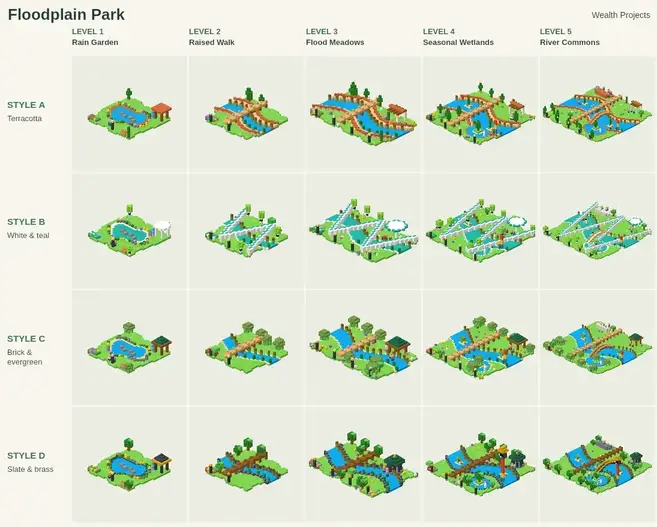 Floodplain Park
Wealth Projects
LEVEL 1
Rain Garden
LEVEL 2
Raised Walk
LEVEL 3
Flood Meadows
LEVEL 4
Seasonal Wetlands
LEVEL 5
River Commons
STYLE A
Terracotta
STYLE B
White & teal
STYLE C
Brick &
evergreen
STYLE D
Slate & brass